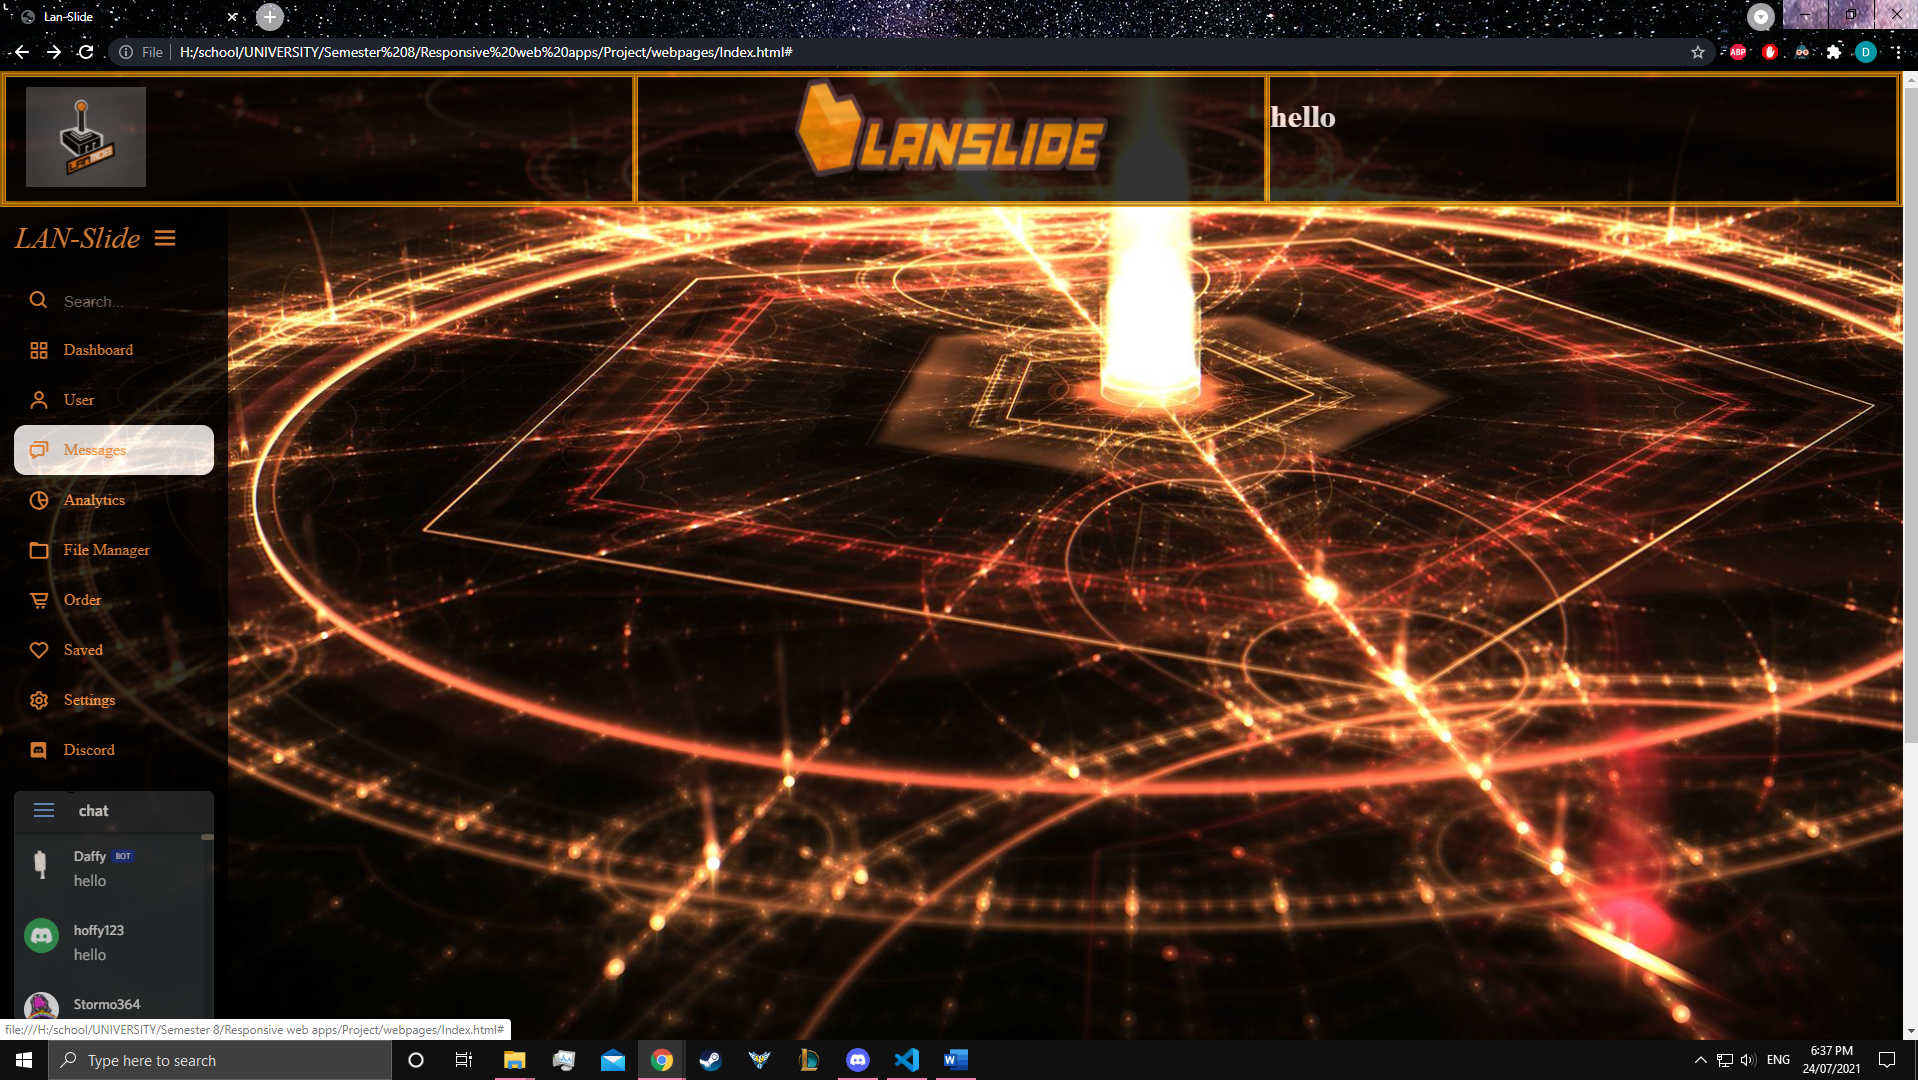 Lan-Slide
File
H:/school/UNIVERSITY/Semester%208/Responsive%20web%20apps/Project/webpages/Index.html#
ABP
D
LANMOB
LANSLIDE
hello
LAN-Slide
Search...
Dashboard
User
Messages
Analytics
File Manager
Order
Saved
Settings
Discord
chat
Daffy BOT
hello
hoffy123
hello
Stormo364
file:///H:/school/UNIVERSITY/Semester 8/Responsive web apps/Project/webpages/Index.html#
Type here to search
W
ENG
6:37 PM
24/07/2021